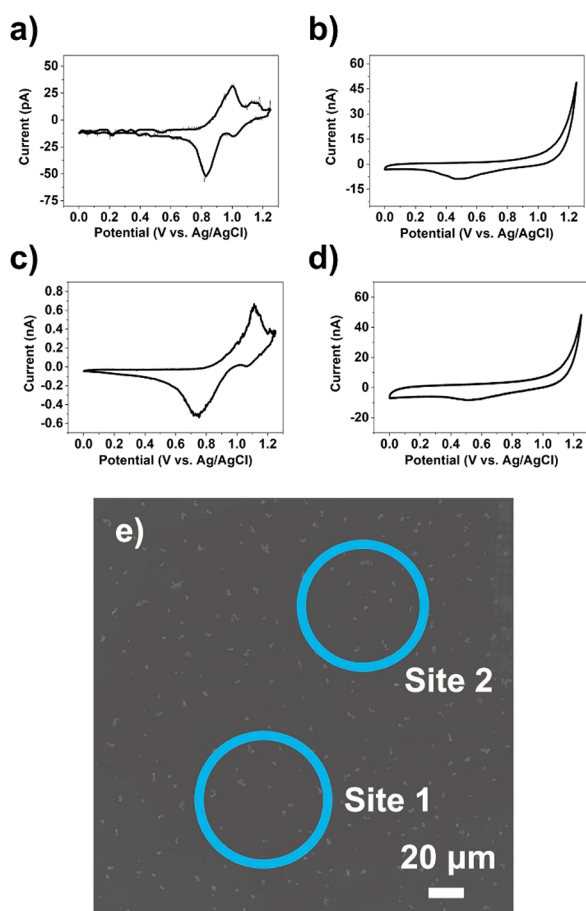 a)
50
25
0
-25
-50
-75
Current (pA)
0.0 0.2 0.4 0.6 0.8 1.0 1.2
Potential (V vs. Ag/AgCl)
b)
60
45
30
15
0
-15
Current (nA)
0.0 0.2 0.4 0.6 0.8 1.0 1.2
Potential (V vs. Ag/AgCl)
c)
0.8
0.6
0.4
0.2
0.0
-0.2
-0.4
-0.6
Current (nA)
0.0 0.2 0.4 0.6 0.8 1.0 1.2
Potential (V vs. Ag/AgCl)
d)
60
40
20
0
-20
Current (nA)
0.0 0.2 0.4 0.6 0.8 1.0 1.2
Potential (V vs. Ag/AgCl)
e)
Site 2
Site 1
20 µm